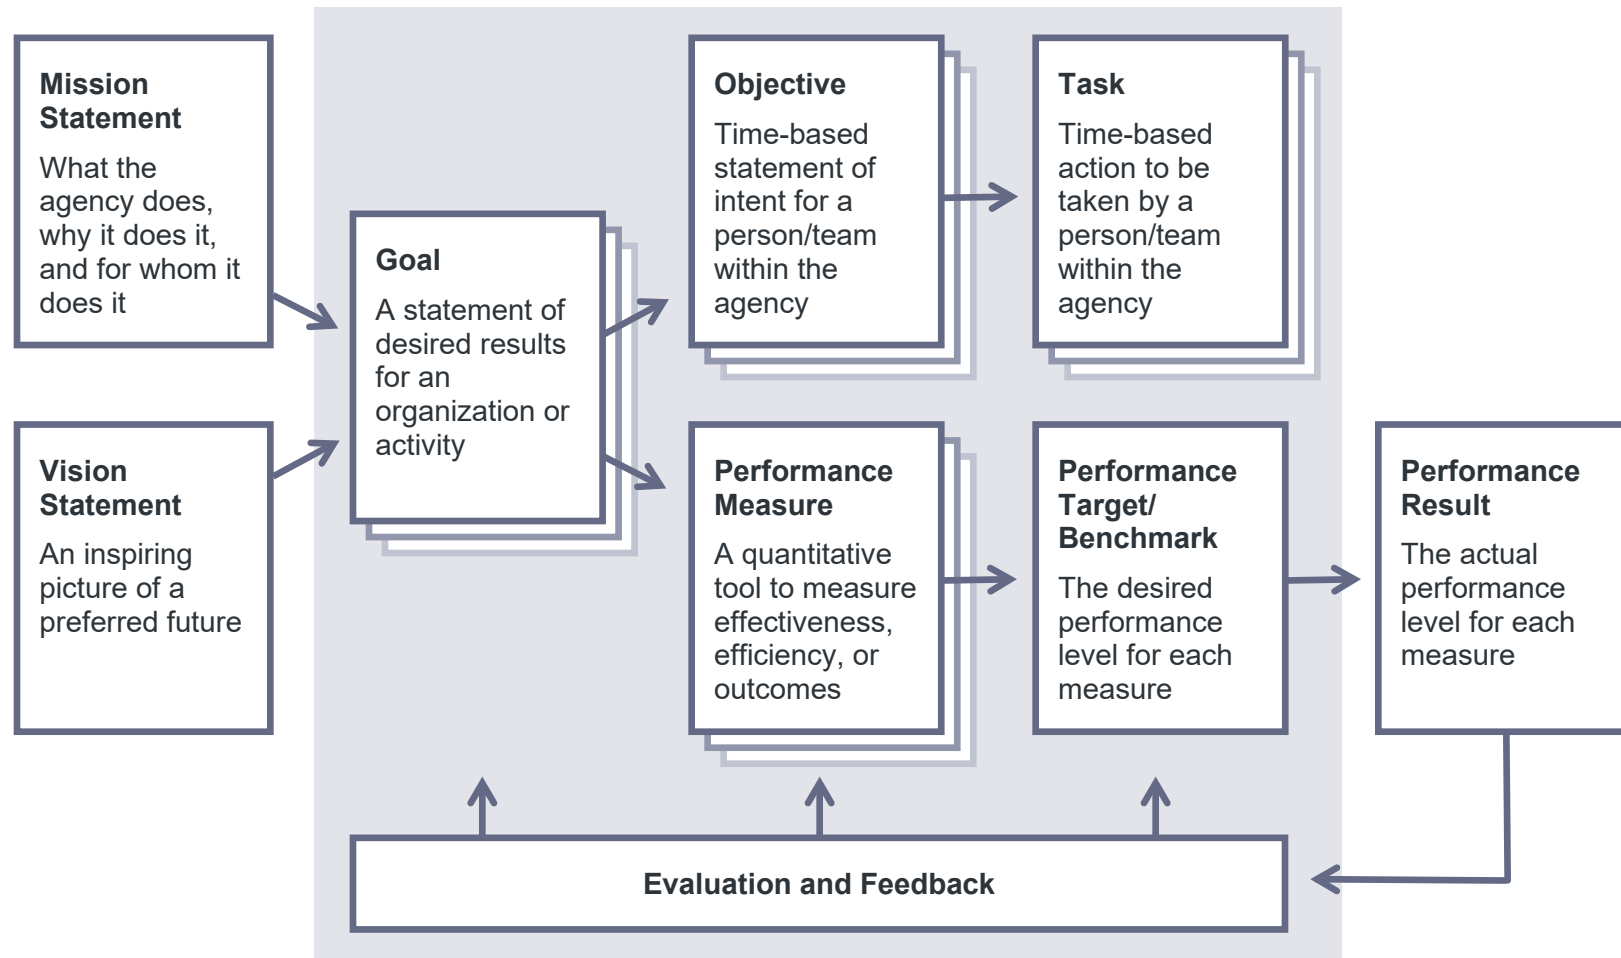 Mission
Statement
What the
agency does,
why it does it,
and for whom it
does it
Vision
Statement
An inspiring
picture of a
preferred future
Goal
A statement of
desired results
for an
organization or
activity
Objective
Time-based
statement of
intent for a
person/team
within the
agency
Task
Time-based
action to be
taken by a
person/team
within the
agency
Performance
Measure
A quantitative
tool to measure
effectiveness,
efficiency, or
outcomes
Performance
Target/
Benchmark
The desired
performance
level for each
measure
Performance
Result
The actual
performance
level for each
measure
Evaluation and Feedback